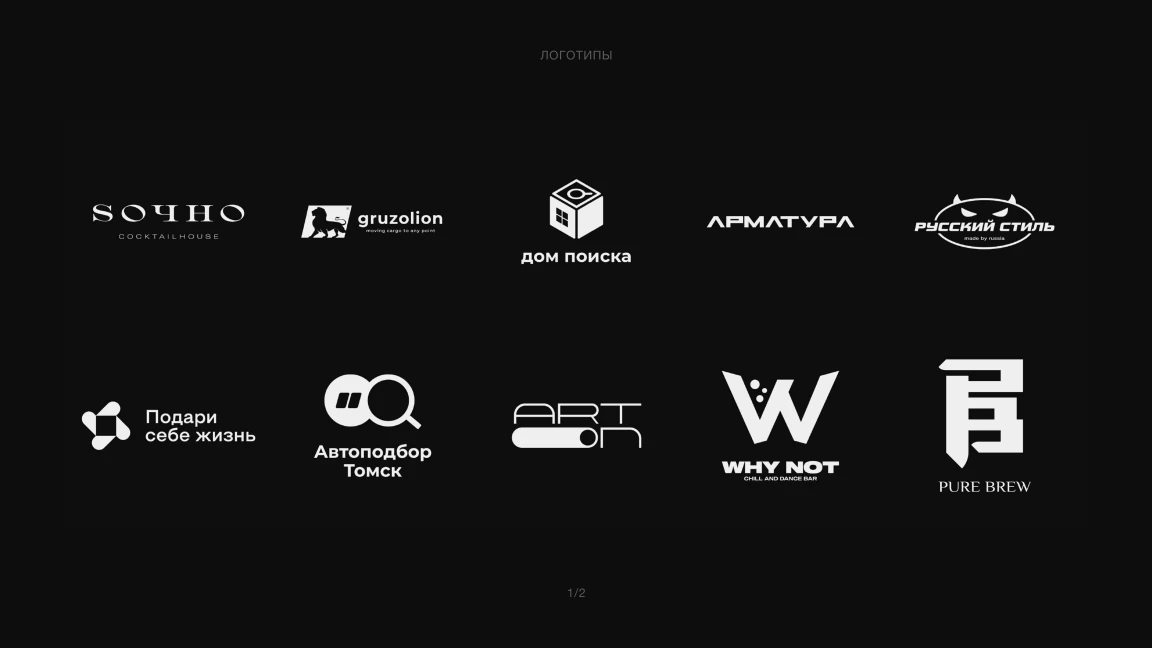 ЛОГОТИПЫ
SОЧНО
COCKTAILHOUSE
gruzolion
moving cargo to any point
дом поиска
АРМАТУРА
РУССКИЙ СТИЛЬ
made by russia
Подари
себе жизнь
Автоподбор
Томск
ART
On
WHY NOT
CHILL AND DANCE BAR
PURE BREW
1/2